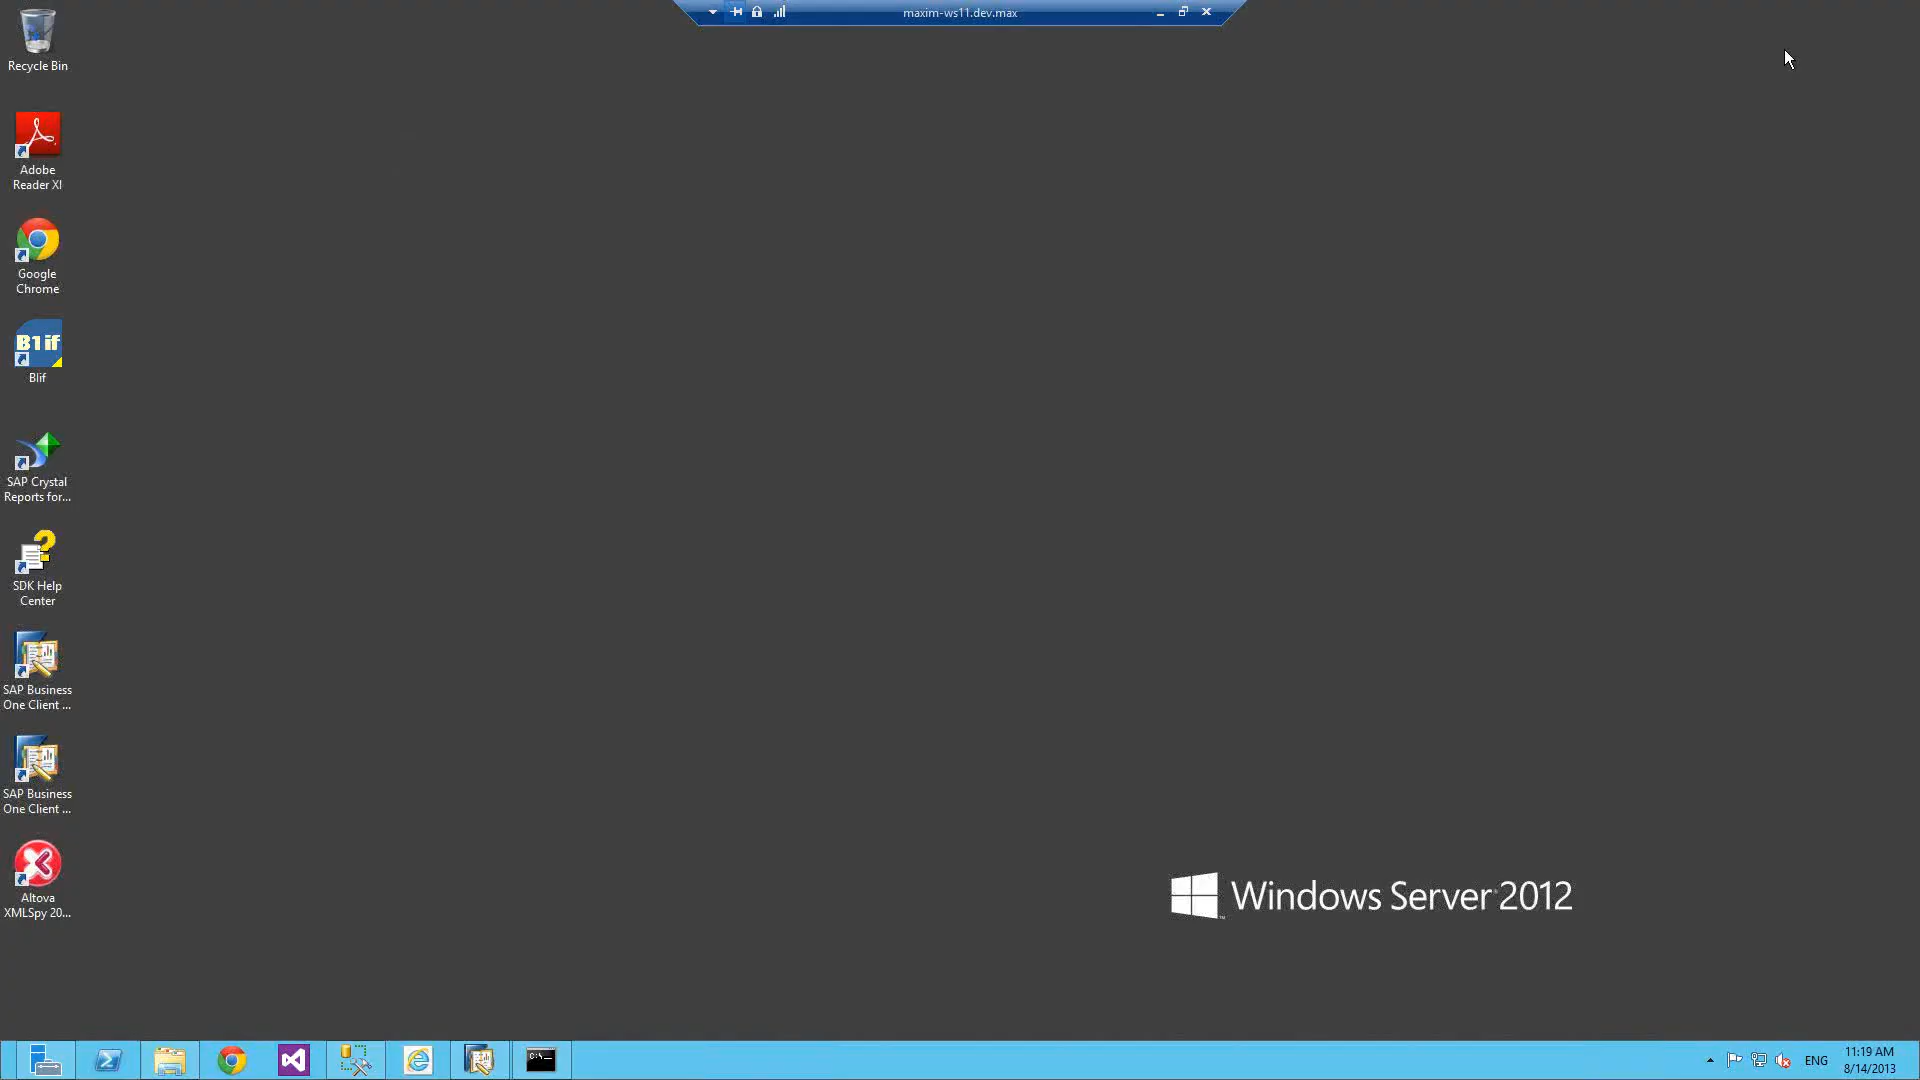 maxim-ws11.dev.max
Recycle Bin
Adobe
Reader XI
Google
Chrome
B1if
Blif
SAP Crystal
Reports for...
SDK Help
Center
SAP Business
One Client ...
SAP Business
One Client ...
Altova
XMLSpy 20...
Windows Server 2012
C:\_
ENG
11:19 AM
8/14/2013